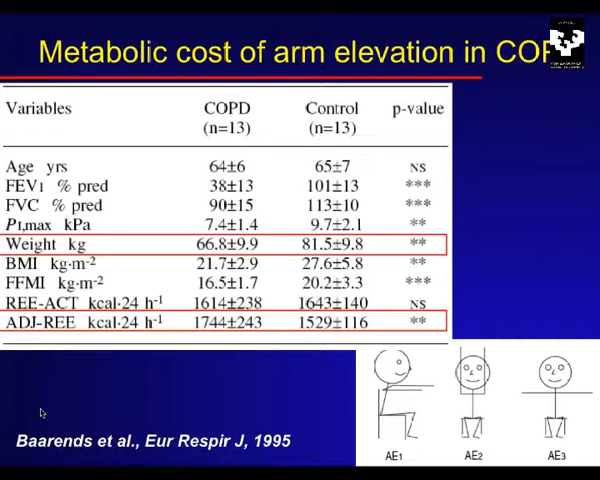 Metabolic cost of arm elevation in COP
Variables COPD Control p-value
(n=13) (n=13)
Age yrs 64±6 65±7 NS
FEV1 % pred 38±13 101±13 ***
FVC % pred 90±15 113±10 ***
PI,max kPa 7.4±1.4 9.7±2.1 **
Weight kg 66.8±9.9 81.5±9.8 **
BMI kg·m-2 21.7±2.9 27.6±5.8 **
FFMI kg·m-2 16.5±1.7 20.2±3.3 ***
REE-ACT kcal·24 h-1 1614±238 1643±140 NS
ADJ-REE kcal·24 h-1 1744±243 1529±116 **
Baarends et al., Eur Respir J, 1995
AE1 AE2 AE3